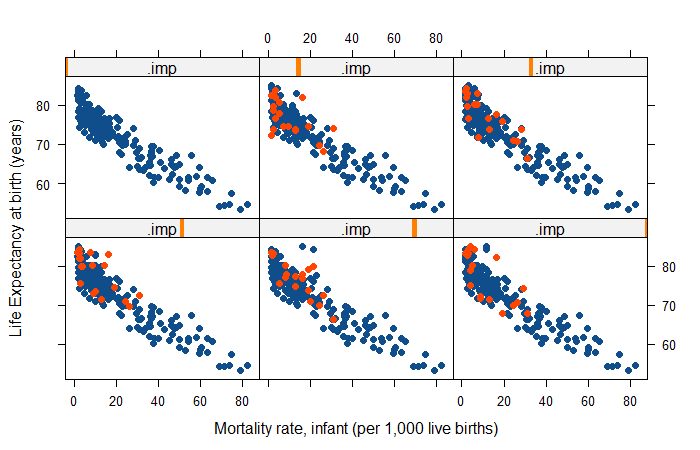 0 20 40 60 80
.imp .imp .imp
80
70
60
.imp .imp .imp
80
70
60
0 20 40 60 80 0 20 40 60 80
Life Expectancy at birth (years)
Mortality rate, infant (per 1,000 live births)